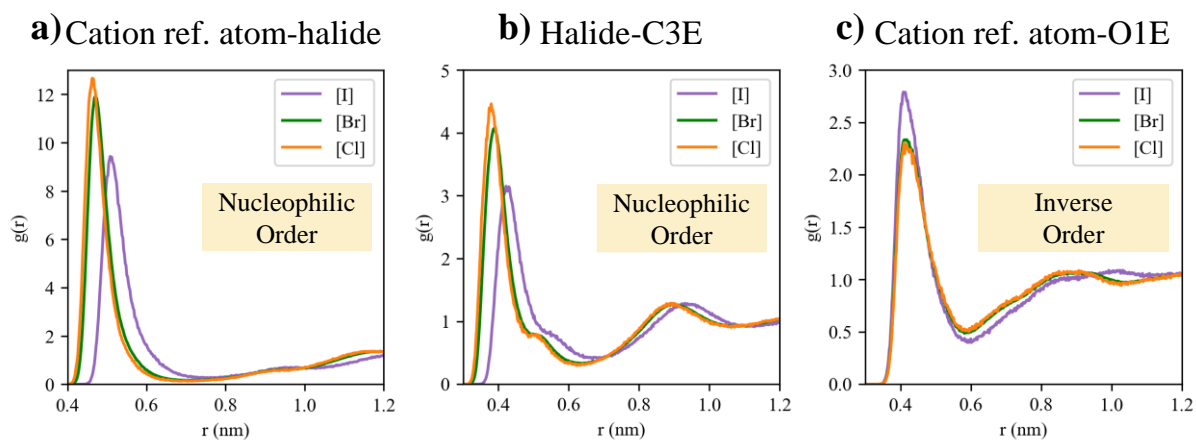 a) Cation ref. atom-halide
12
10
8
6
4
2
0
0.4
0.6
0.8
1.0
1.2
g(r)
r (nm)
[I]
[Br]
[Cl]
Nucleophilic
Order
b) Halide-C3E
5
4
3
2
1
0
0.4
0.6
0.8
1.0
1.2
g(r)
r (nm)
[I]
[Br]
[Cl]
Nucleophilic
Order
c) Cation ref. atom-O1E
3.0
2.5
2.0
1.5
1.0
0.5
0.0
0.4
0.6
0.8
1.0
1.2
g(r)
r (nm)
[I]
[Br]
[Cl]
Inverse
Order